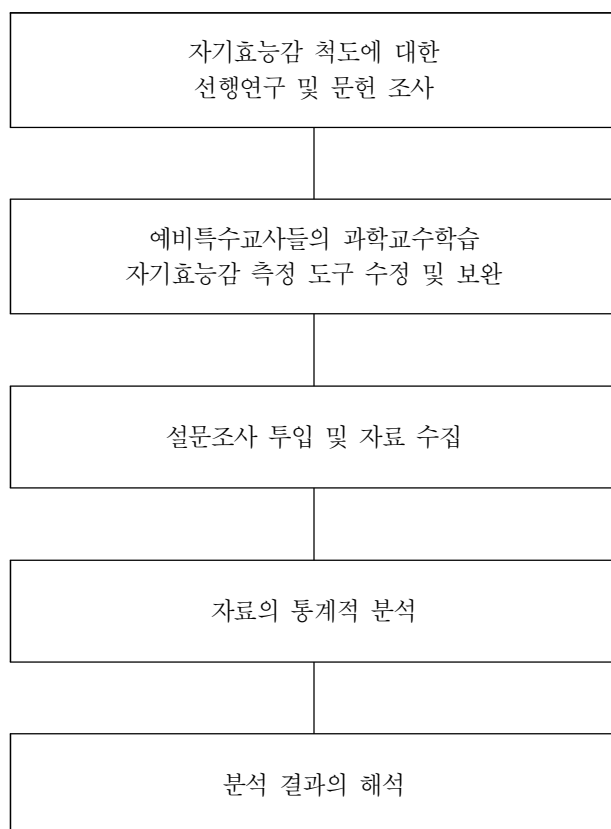 자기효능감 척도에 대한
선행연구 및 문헌 조사
예비특수교사들의 과학교수학습
자기효능감 측정 도구 수정 및 보완
설문조사 투입 및 자료 수집
자료의 통계적 분석
분석 결과의 해석